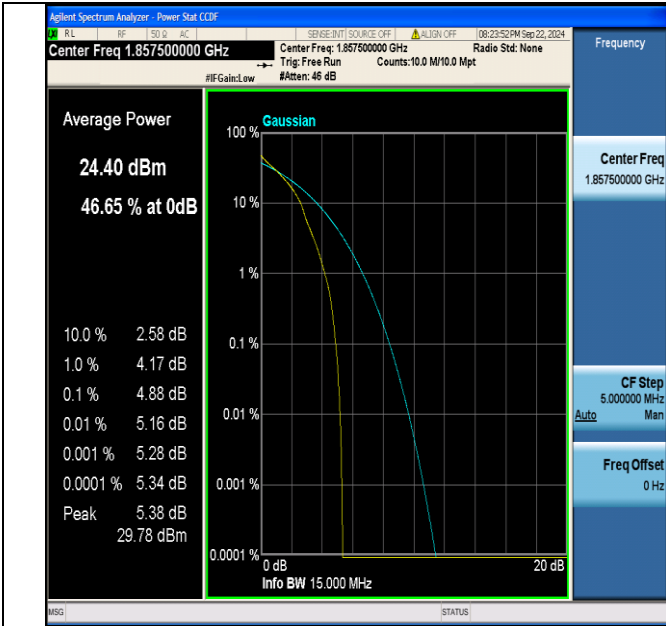 Agilent Spectrum Analyzer - Power Stat CCDF
LXI RL RF 50 Ω AC SENSE:INT SOURCE OFF ALIGN OFF 08:23:52 PM Sep 22, 2024
Center Freq 1.857500000 GHz
Center Freq: 1.857500000 GHz Radio Std: None
Trig: Free Run Counts:10.0 M/10.0 Mpt
#IFGain:Low #Atten: 46 dB
Frequency
Average Power
24.40 dBm
46.65 % at 0dB
10.0 % 2.58 dB
1.0 % 4.17 dB
0.1 % 4.88 dB
0.01 % 5.16 dB
0.001 % 5.28 dB
0.0001 % 5.34 dB
Peak 5.38 dB
29.78 dBm
Gaussian
100 %
10 %
1 %
0.1 %
0.01 %
0.001 %
0.0001 %
0 dB 20 dB
Info BW 15.000 MHz
Center Freq
1.857500000 GHz
CF Step
5.000000 MHz
Auto Man
Freq Offset
0 Hz
MSG STATUS